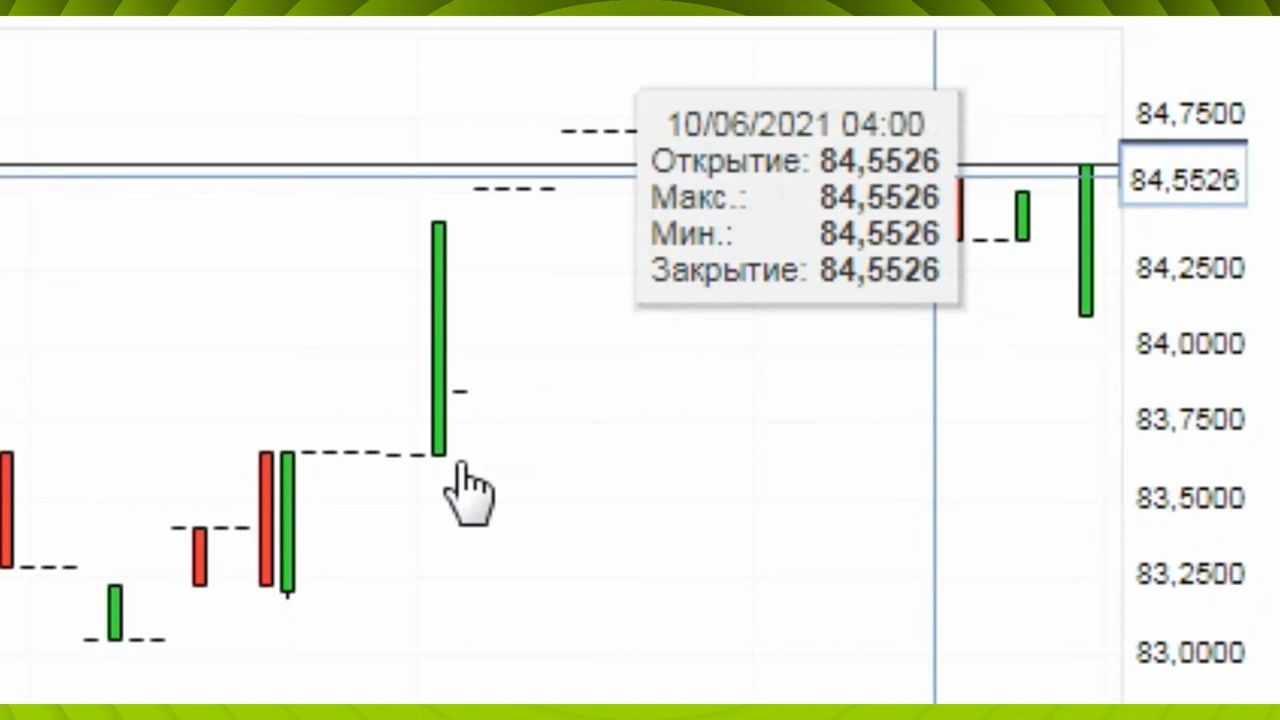 10/06/2021 04:00
Открытие: 84,5526
Макс.: 84,5526
Мин.: 84,5526
Закрытие: 84,5526
84,7500
84,5526
84,2500
84,0000
83,7500
83,5000
83,2500
83,0000